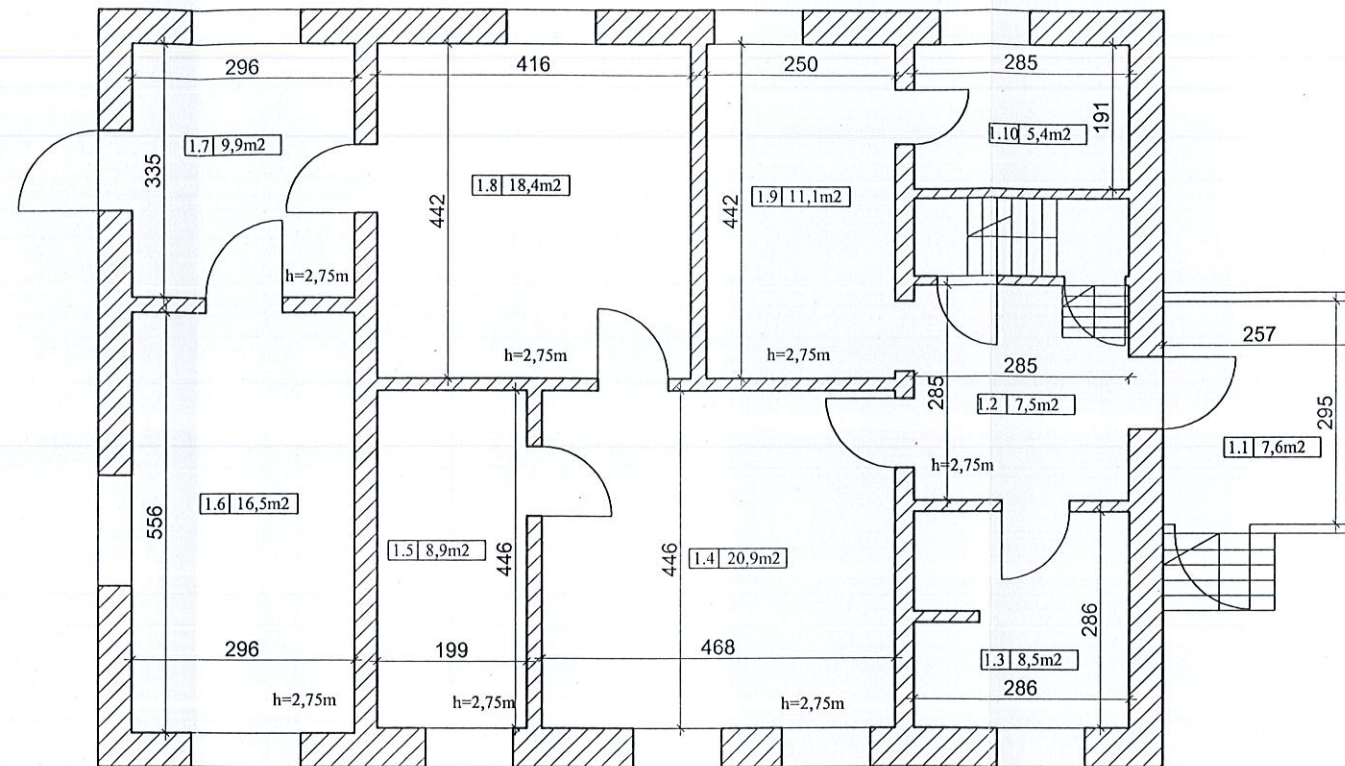 296
416
250
285
1.7 9,9m2
335
442
1.8 18,4m2
442
1.9 11,1m2
1.10 5,4m2
191
h=2,75m
h=2,75m
h=2,75m
285
285
1.2 7,5m2
h=2,75m
257
295
1.1 7,6m2
556
1.6 16,5m2
296
h=2,75m
1.5 8,9m2
446
199
h=2,75m
446
1.4 20,9m2
468
h=2,75m
1.3 8,5m2
286
286